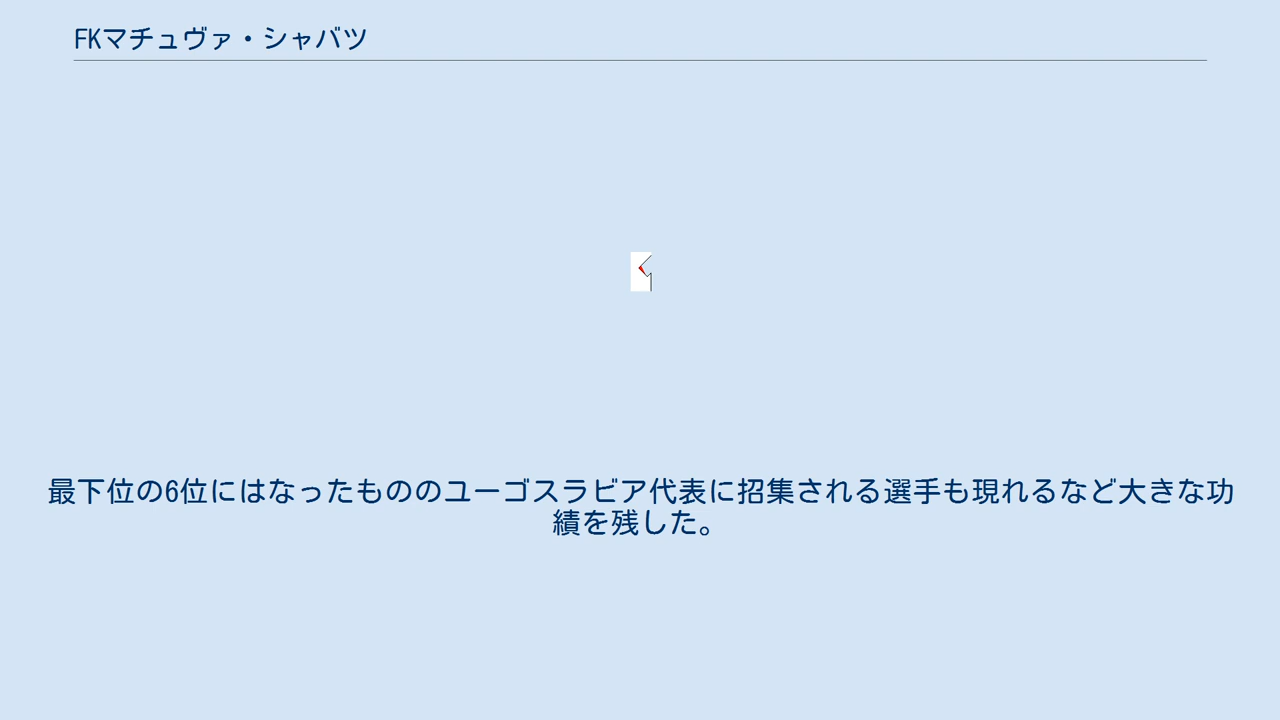 FKマチュヴァ・シャバツ
最下位の6位にはなったもののユーゴスラビア代表に招集される選手も現れるなど大きな功
績を残した。